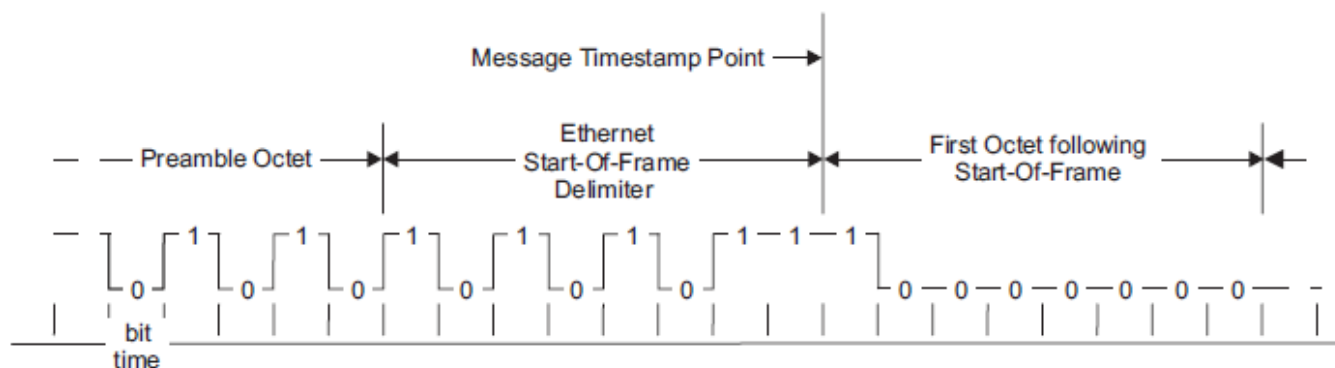 Message Timestamp Point
Preamble Octet
Ethernet
Start-Of-Frame
Delimiter
First Octet following
Start-Of-Frame
1 1 1 1 1 1 1 1
0 0 0 0 0 0 0 0 0 0 0 0 0
bit
time